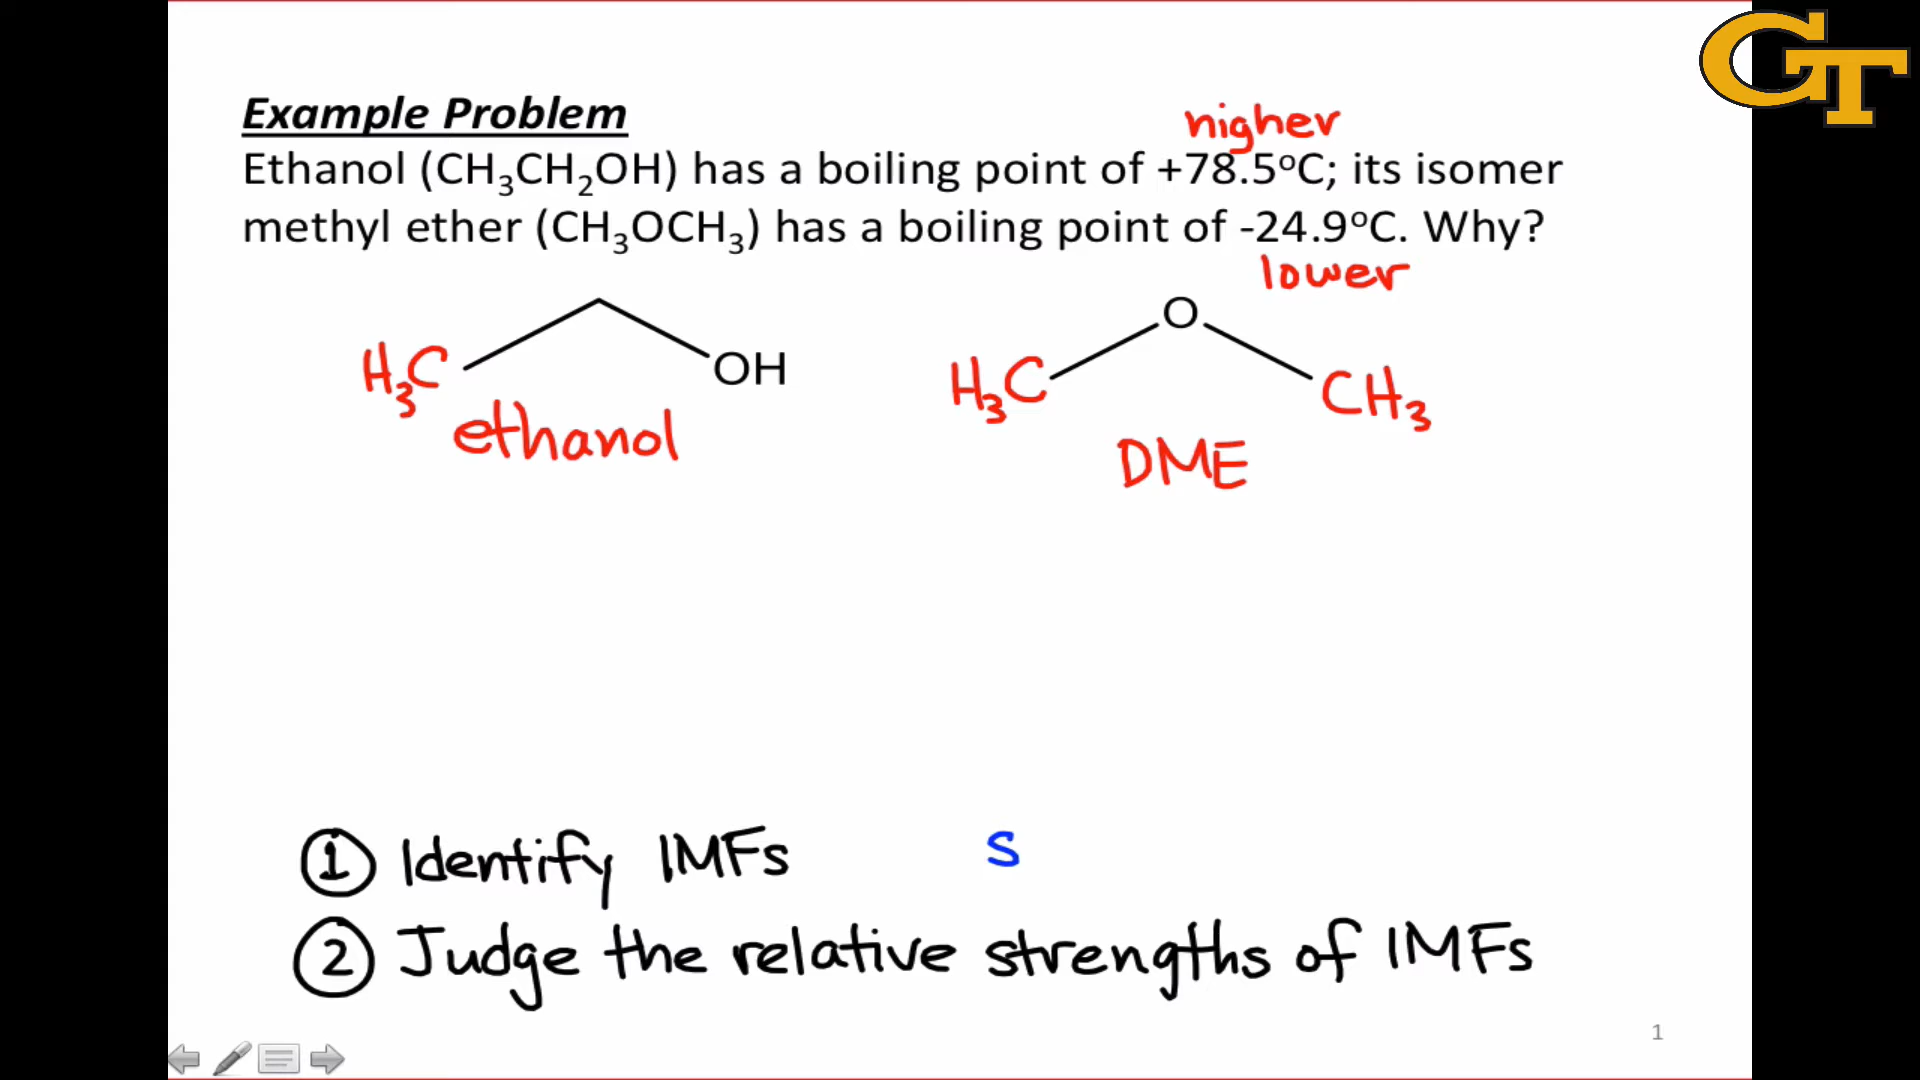 GT
Example Problem
higher
Ethanol (CH₃CH₂OH) has a boiling point of +78.5°C; its isomer
methyl ether (CH₃OCH₃) has a boiling point of -24.9°C. Why?
lower
O
H₃C OH
H₃C CH₃
ethanol
DME
① Identify IMFs S
② Judge the relative strengths of IMFs
1